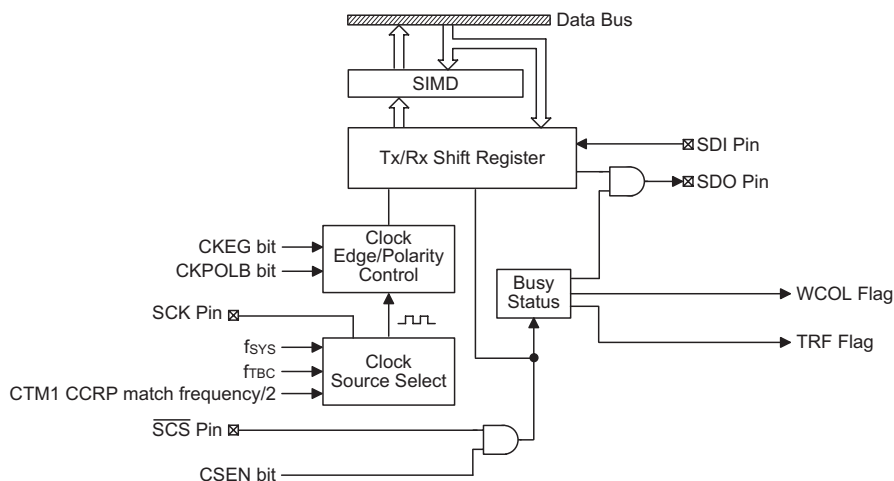 Data Bus
SIMD
Tx/Rx Shift Register
SDI Pin
SDO Pin
CKEG bit
CKPOLB bit
Clock
Edge/Polarity
Control
Busy
Status
WCOL Flag
TRF Flag
SCK Pin
fSYS
fTBC
CTM1 CCRP match frequency/2
Clock
Source Select
SCS Pin
CSEN bit